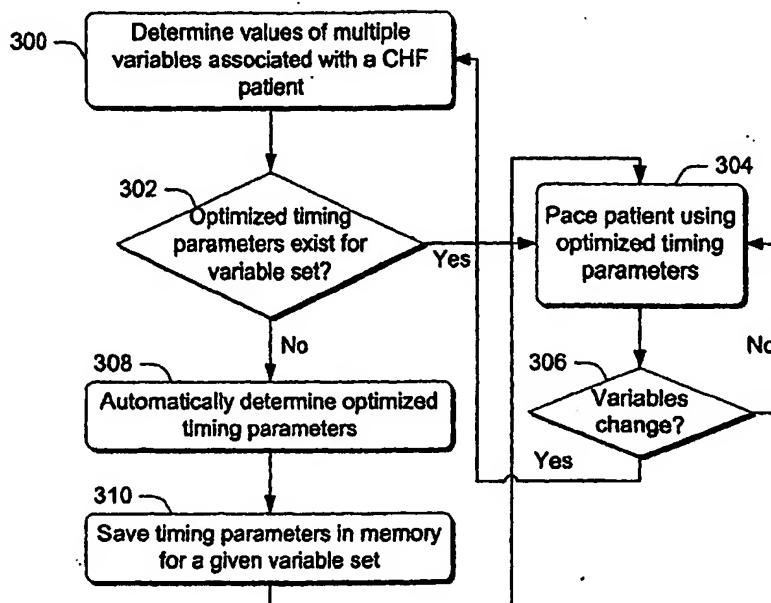 300
Determine values of multiple
variables associated with a CHF
patient
302
Optimized timing
parameters exist for
variable set?
Yes
No
304
Pace patient using
optimized timing
parameters
306
Variables
change?
No
Yes
308
Automatically determine optimized
timing parameters
310
Save timing parameters in memory
for a given variable set